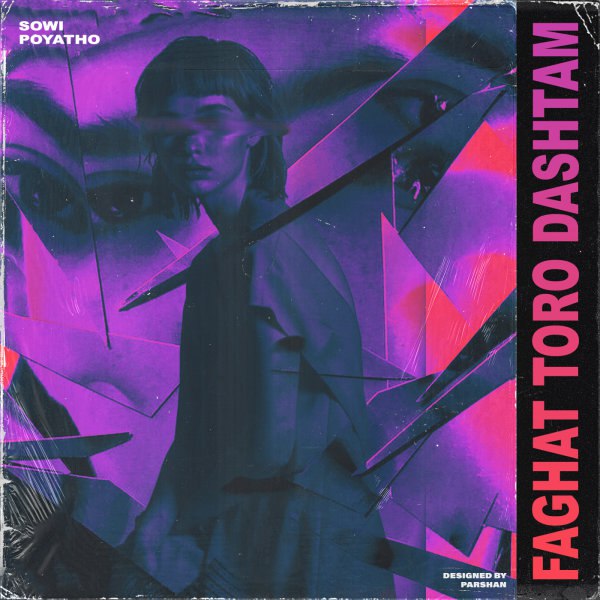 SOWI
POYATHO
FAGHAT TORO DASHTAM
DESIGNED BY
PARSHAN